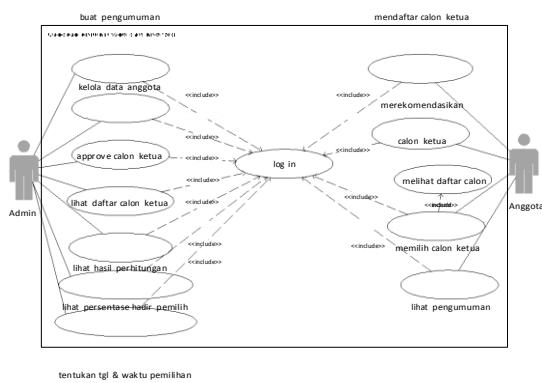 buat pengumuman
mendaftar calon ketua
kelola data anggota
<<include>>
<<include>>
merekomendasikan
<<include>>
calon ketua
approve calon ketua
<<include>>
<<include>>
log in
melihat daftar calon
<<include>>
Admin
lihat daftar calon ketua
Anggota
<<include>>
<<include>>
<<include>>
memilih calon ketua
<<include>>
lihat hasil perhitungan
<<include>>
lihat persentase hadir pemilih
lihat pengumuman
tentukan tgl & waktu pemilihan